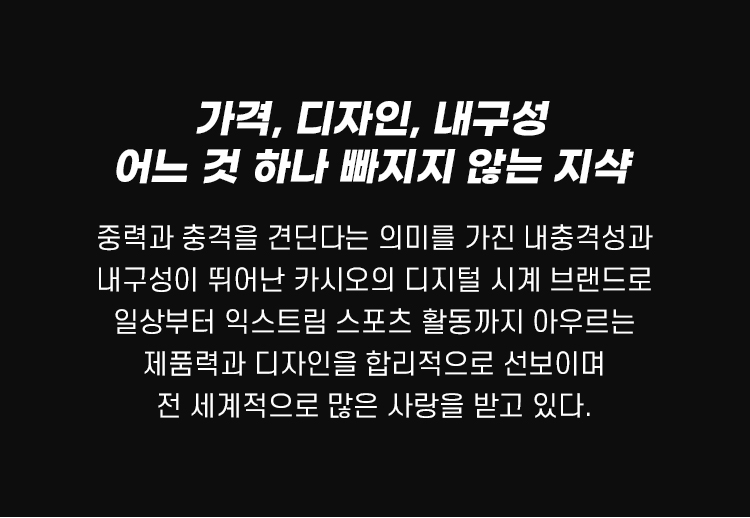 가격, 디자인, 내구성
어느 것 하나 빠지지 않는 지샥
중력과 충격을 견딘다는 의미를 가진 내충격성과
내구성이 뛰어난 카시오의 디지털 시계 브랜드로
일상부터 익스트림 스포츠 활동까지 아우르는
제품력과 디자인을 합리적으로 선보이며
전 세계적으로 많은 사랑을 받고 있다.